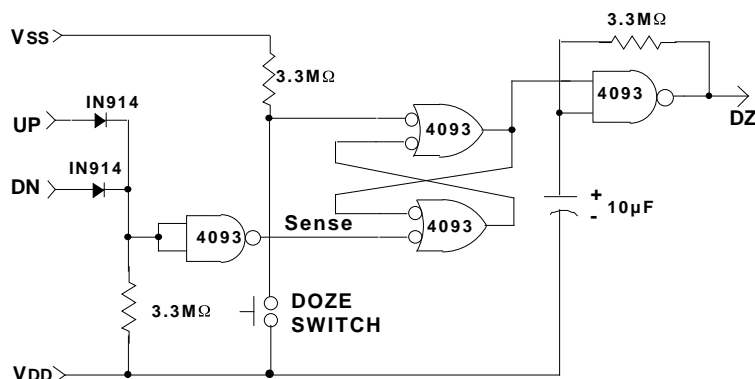 VSS
3.3MΩ
3.3MΩ
IN914
UP
4093
4093
DZ
IN914
DN
+
-
10µF
Sense
4093
4093
3.3MΩ
DOZE
SWITCH
VDD